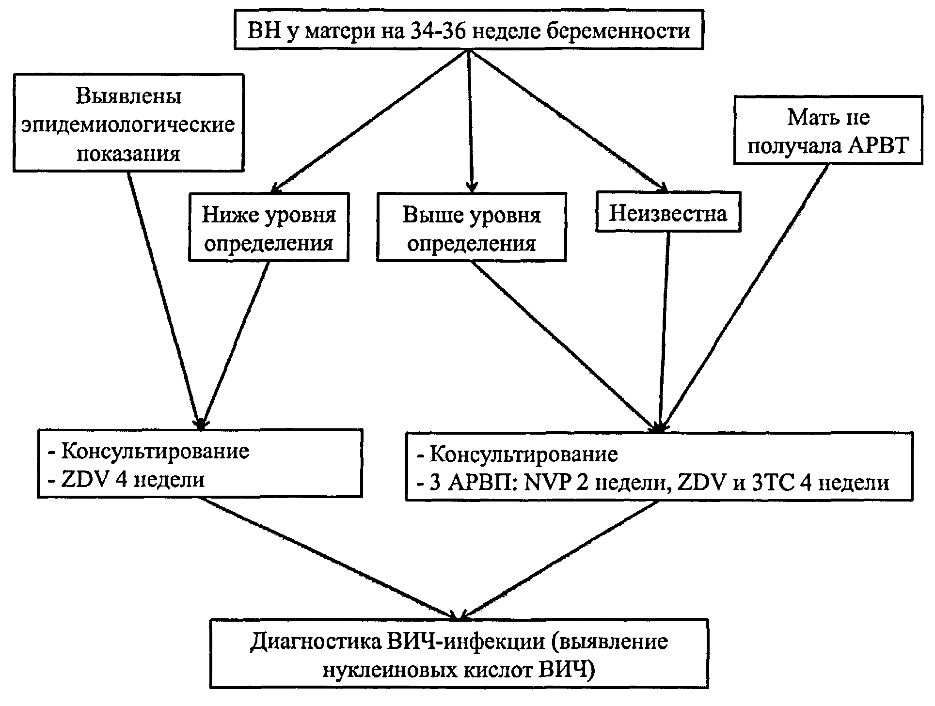 ВН у матери на 34-36 неделе беременности
Выявлены
эпидемиологические
показания
Мать не
получала АРВТ
Ниже уровня
определения
Выше уровня
определения
Неизвестна
- Консультирование
- ZDV 4 недели
- Консультирование
- 3 АРВП: NVP 2 недели, ZDV и 3ТС 4 недели
Диагностика ВИЧ-инфекции (выявление
нуклеиновых кислот ВИЧ)